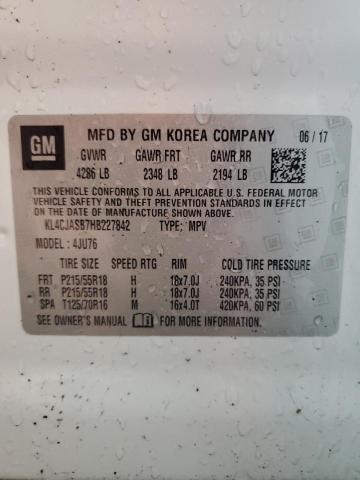 GM
MFD BY GM KOREA COMPANY 06 / 17
GVWR GAWR FRT GAWR RR
4286 LB 2348 LB 2194 LB
THIS VEHICLE CONFORMS TO ALL APPLICABLE U.S. FEDERAL MOTOR
VEHICLE SAFETY AND THEFT PREVENTION STANDARDS IN
EFFECT ON THE DATE OF MANUFACTURE SHOWN ABOVE.
KL4CJASB7HB227842 TYPE: MPV
MODEL: 4JU76
TIRE SIZE SPEED RTG RIM COLD TIRE PRESSURE
FRT P215/55R18 H 18x7.0J 240KPA, 35 PSI
RR P215/55R18 H 18x7.0J 240KPA, 35 PSI
SPA T125/70R16 M 16x4.0T 420KPA, 60 PSI
SEE OWNER'S MANUAL FOR ADDITIONAL INFORMATION